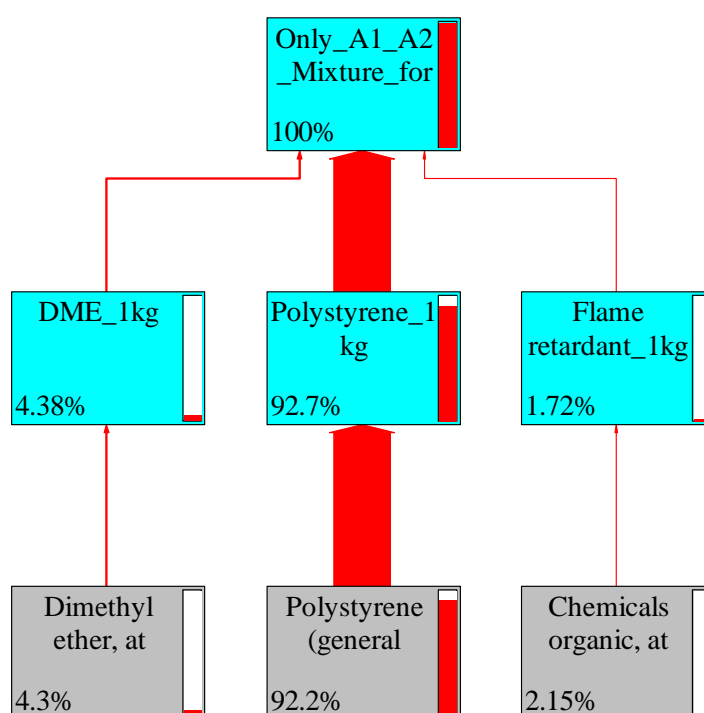 Only_A1_A2
_Mixture_for
100%
DME_1kg
4.38%
Polystyrene_1
kg
92.7%
Flame
retardant_1kg
1.72%
Dimethyl
ether, at
4.3%
Polystyrene
(general
92.2%
Chemicals
organic, at
2.15%